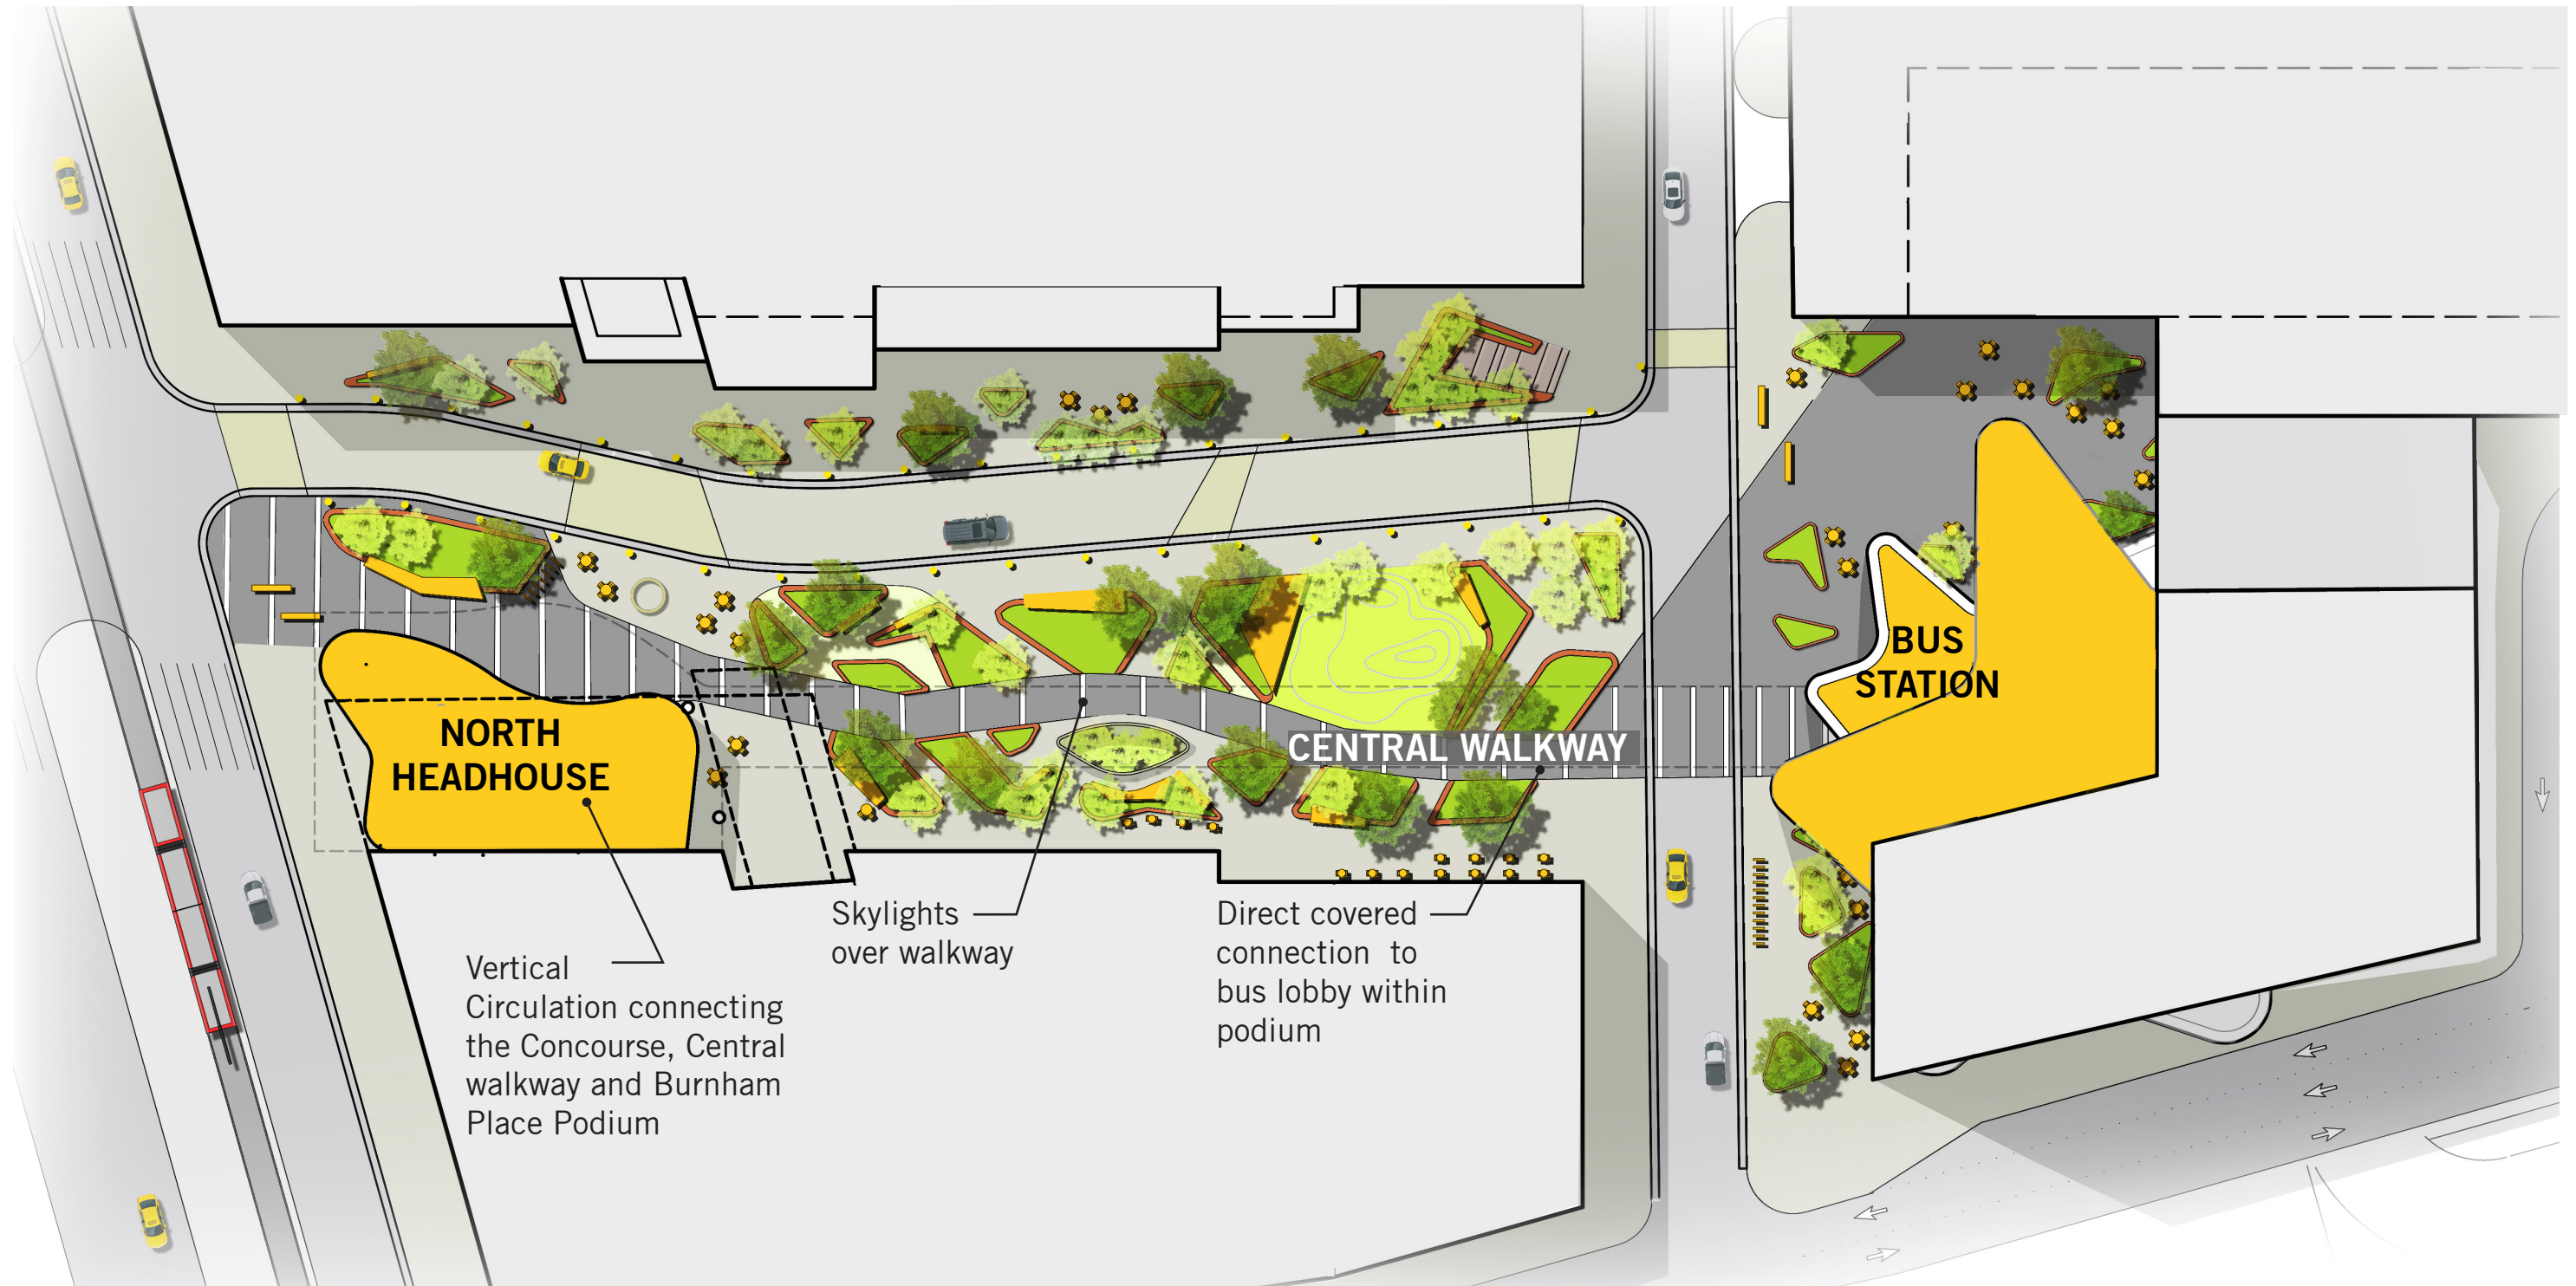 BUS
STATION
NORTH
HEADHOUSE
CENTRAL WALKWAY
Skylights
over walkway
Direct covered
connection to
bus lobby within
podium
Vertical
Circulation connecting
the Concourse, Central
walkway and Burnham
Place Podium